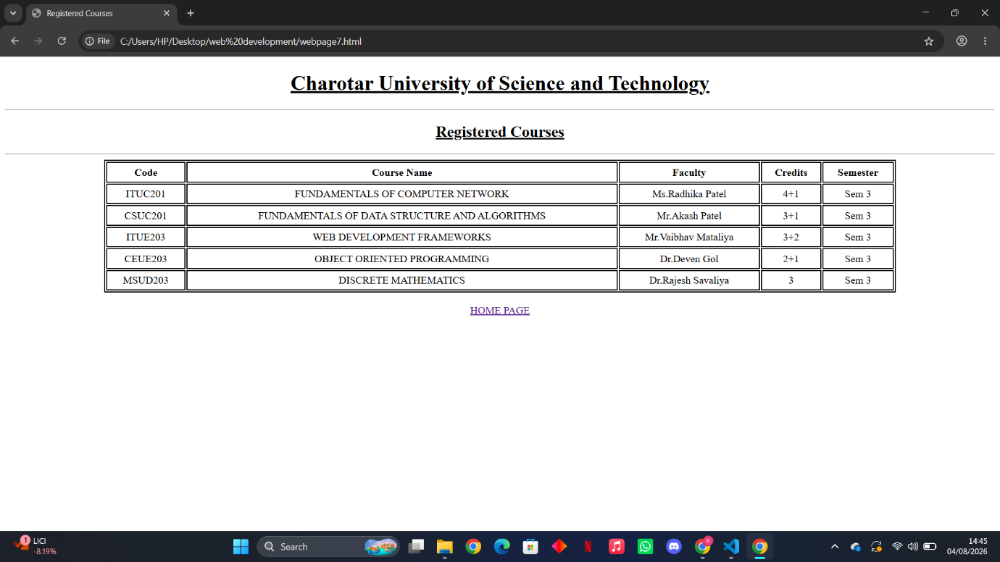 Registered Courses
File C:/Users/HP/Desktop/web%20development/webpage7.html
Charotar University of Science and Technology
Registered Courses
Code Course Name Faculty Credits Semester
ITUC201 FUNDAMENTALS OF COMPUTER NETWORK Ms.Radhika Patel 4+1 Sem 3
CSUC201 FUNDAMENTALS OF DATA STRUCTURE AND ALGORITHMS Mr.Akash Patel 3+1 Sem 3
ITUE203 WEB DEVELOPMENT FRAMEWORKS Mr.Vaibhav Mataliya 3+2 Sem 3
CEUE203 OBJECT ORIENTED PROGRAMMING Dr.Deven Gol 2+1 Sem 3
MSUD203 DISCRETE MATHEMATICS Dr.Rajesh Savaliya 3 Sem 3
HOME PAGE
1 LICI
-8.19%
Search
N
K
14:45
04/08/2026